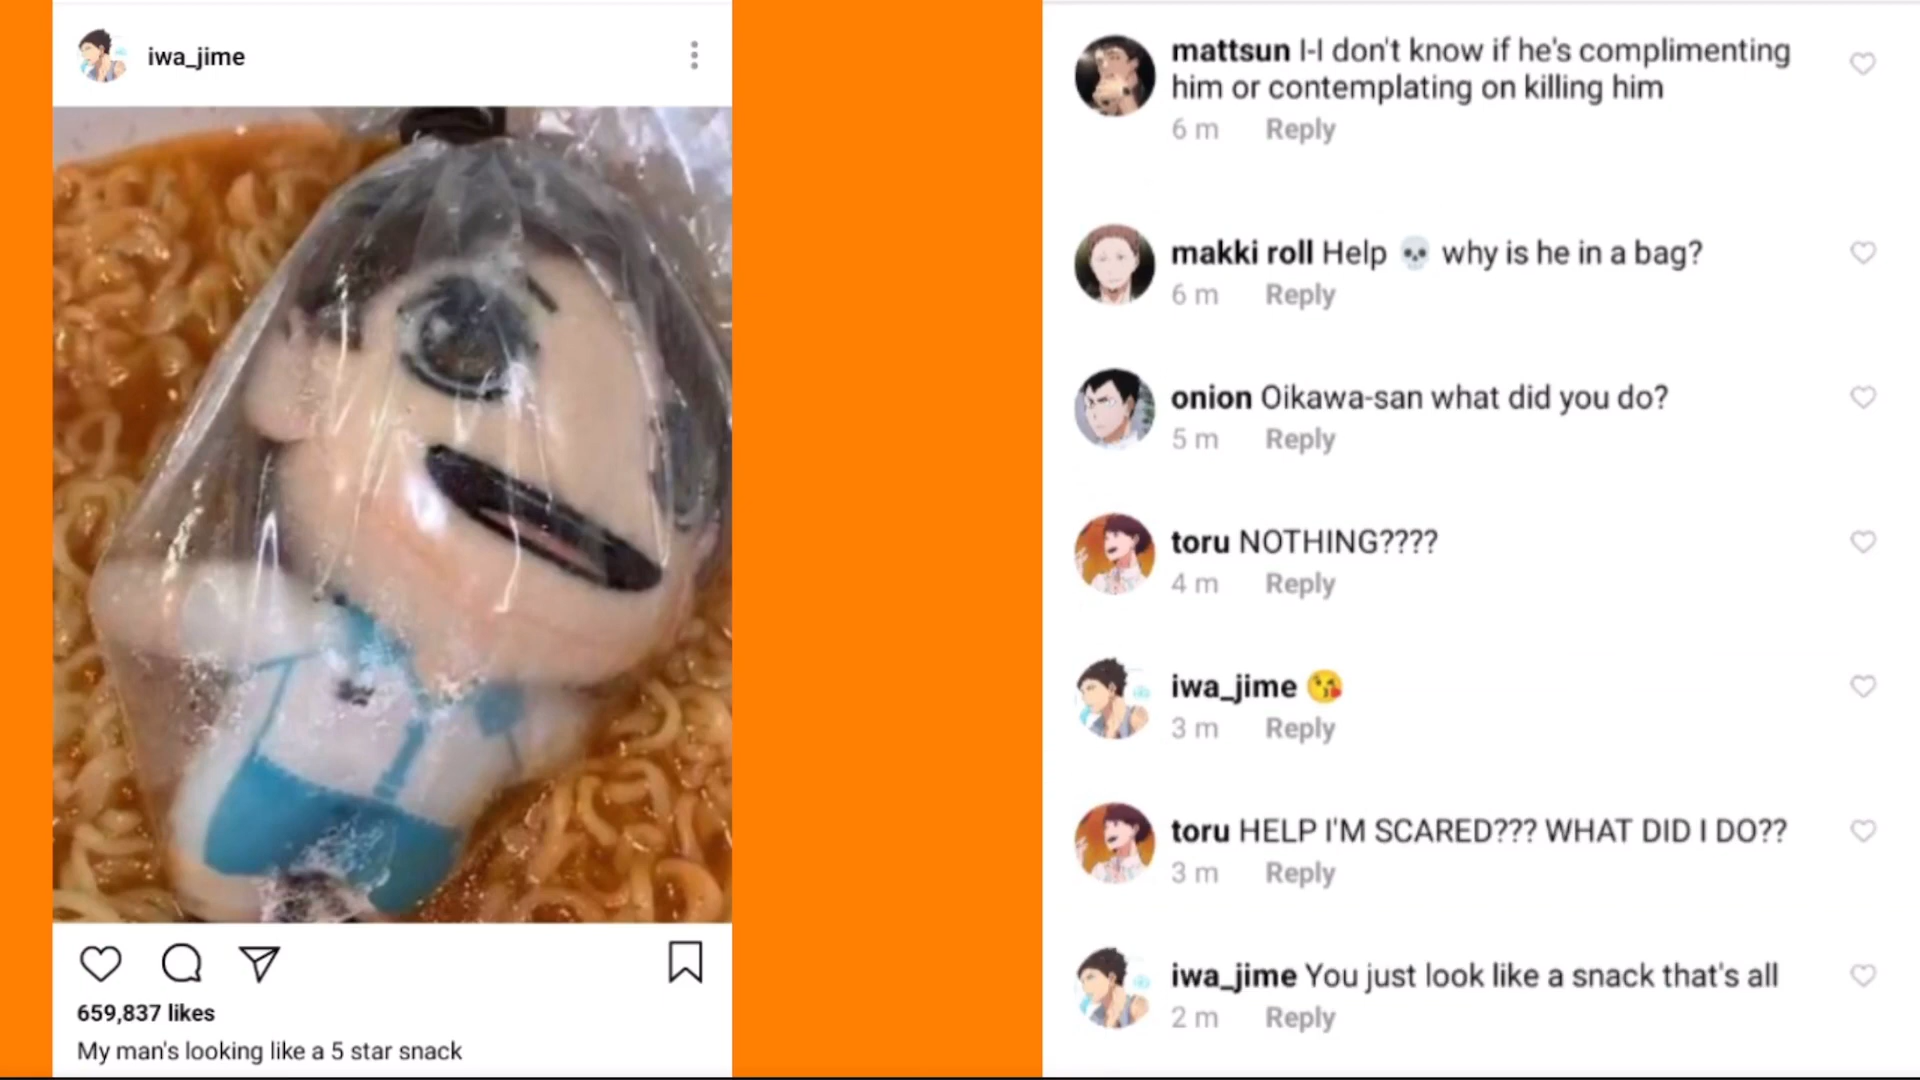 iwa_jime
659,837 likes
My man's looking like a 5 star snack
mattsun I-I don't know if he's complimenting
him or contemplating on killing him
6 m Reply
makki roll Help 💀 why is he in a bag?
6 m Reply
onion Oikawa-san what did you do?
5 m Reply
toru NOTHING????
4 m Reply
iwa_jime 😘
3 m Reply
toru HELP I'M SCARED??? WHAT DID I DO??
3 m Reply
iwa_jime You just look like a snack that's all
2 m Reply